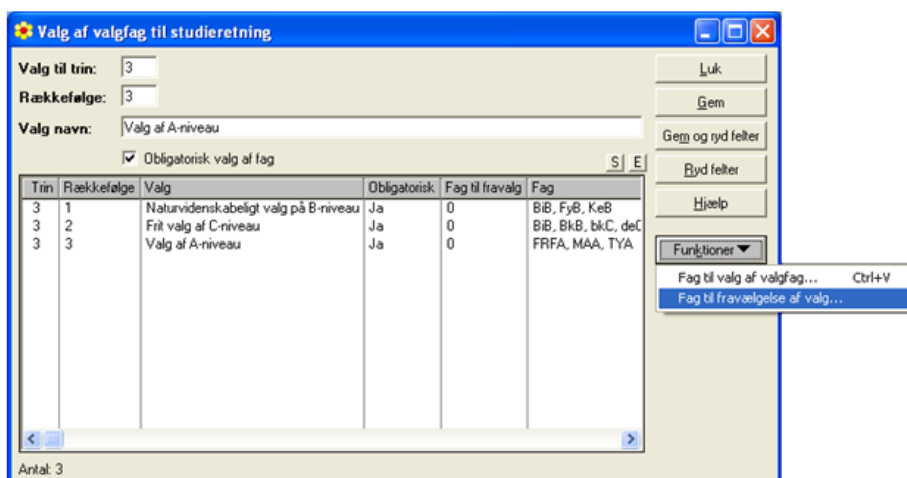 Valg af valgfag til studieretning
Valg til trin: 3
Rækkefølge: 3
Valg navn: Valg af A-niveau
Obligatorisk valg af fag
S E
Trin Rækkefølge Valg Obligatorisk Fag til fravalg Fag
3 1 Naturvidenskabeligt valg på B-niveau Ja 0 BiB, FyB, KeB
3 2 Frit valg af C-niveau Ja 0 BiB, BkB, bkC, deC
3 3 Valg af A-niveau Ja 0 FRFA, MAA, TYA
Antal: 3
Luk
Gem
Gem og ryd felter
Ryd felter
Hjælp
Funktioner
Fag til valg af valgfag... Ctrl+V
Fag til fravælgelse af valg...